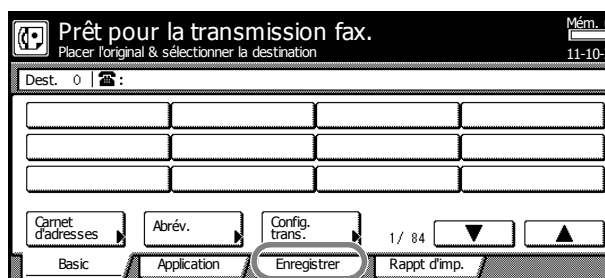 Prêt pour la transmission fax.
Mém.
Placer l'original & sélectionner la destination
11-10-
Dest. 0 ☎:
Carnet d'adresses
Abrév.
Config. trans.
1/ 84
Basic
Application
Enregistrer
Rappt d'imp.